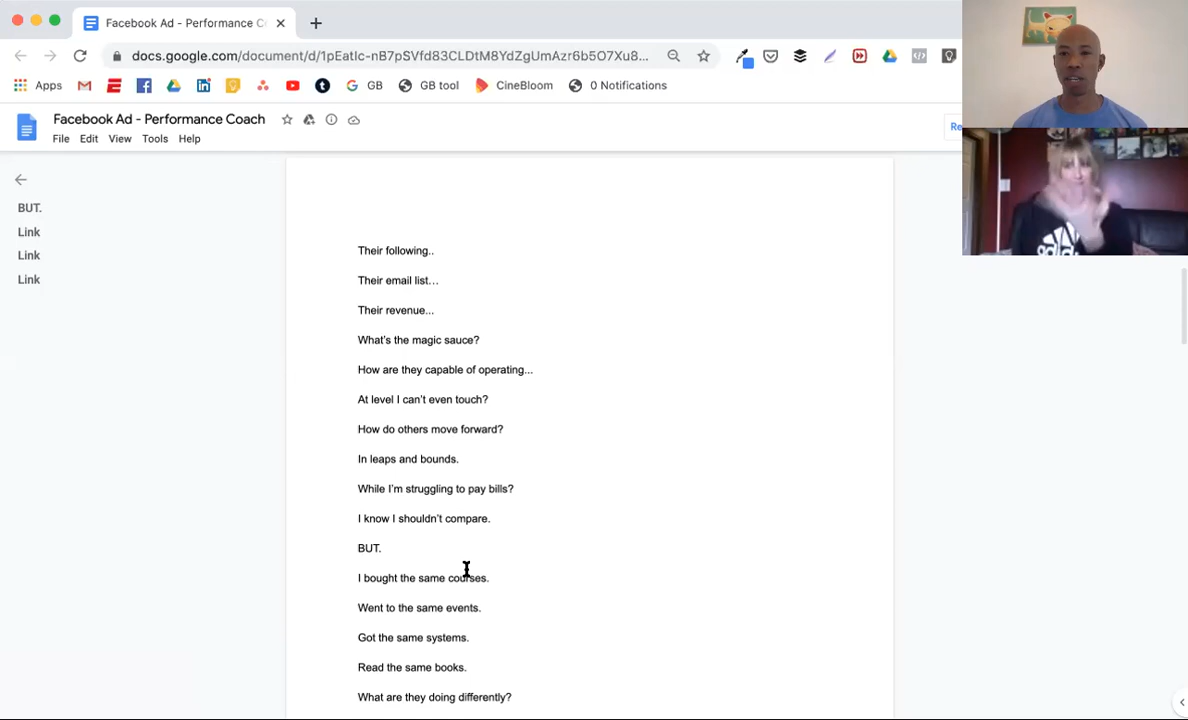 Facebook Ad - Performance C
docs.google.com/document/d/1pEatIc-nB7pSVfd83CLDtM8YdZgUmAzr6b5O7Xu8...
Apps
GB
GB tool
CineBloom
0 Notifications
Facebook Ad - Performance Coach
File Edit View Tools Help
Re
BUT.
Link
Link
Link
Their following..
Their email list...
Their revenue...
What's the magic sauce?
How are they capable of operating...
At level I can't even touch?
How do others move forward?
In leaps and bounds.
While I'm struggling to pay bills?
I know I shouldn't compare.
BUT.
I bought the same courses.
Went to the same events.
Got the same systems.
Read the same books.
What are they doing differently?
adidas